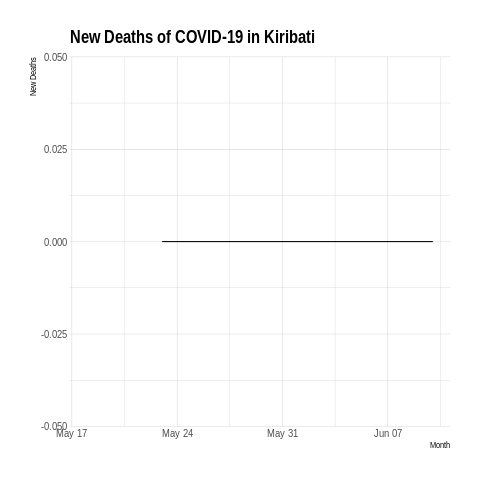 New Deaths of COVID-19 in Kiribati
New Deaths
0.050
0.025
0.000
-0.025
-0.050
May 17
May 24
May 31
Jun 07
Month